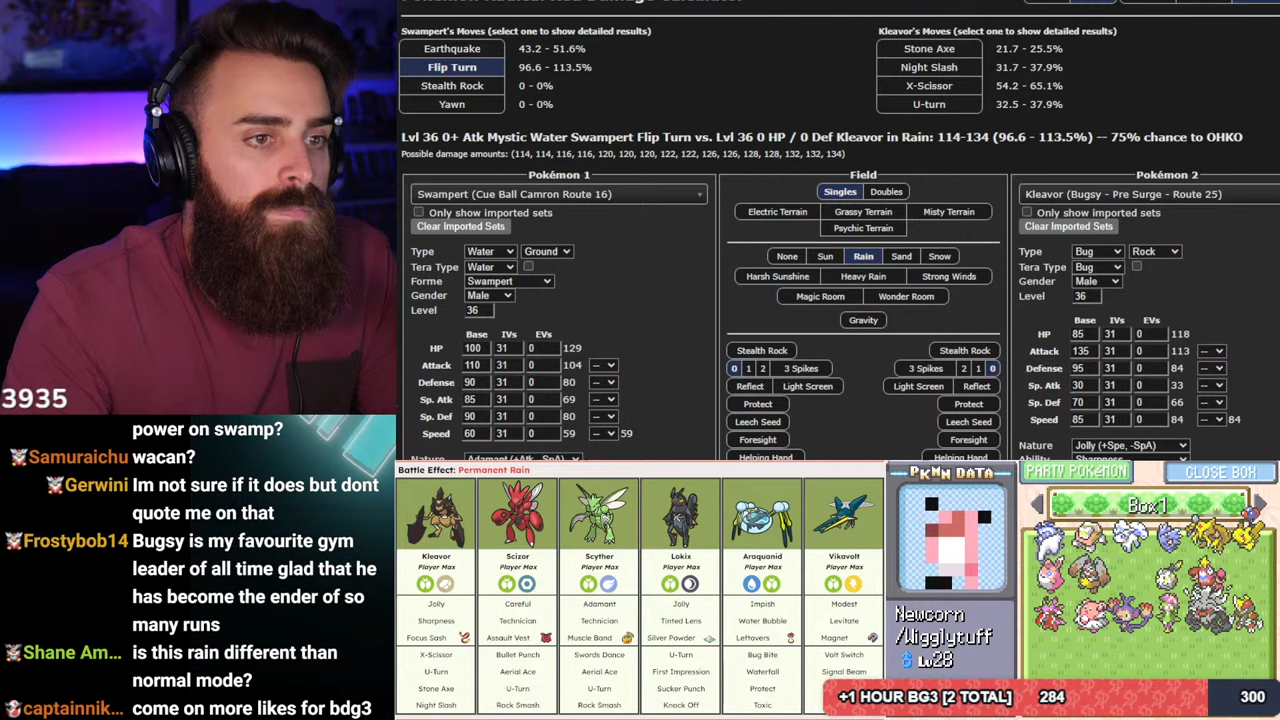 Swampert's Moves (select one to show detailed results)
Earthquake 43.2 - 51.6%
Flip Turn 96.6 - 113.5%
Stealth Rock 0 - 0%
Yawn 0 - 0%
Kleavor's Moves (select one to show detailed results)
Stone Axe 21.7 - 25.5%
Night Slash 31.7 - 37.9%
X-Scissor 54.2 - 65.1%
U-turn 32.5 - 37.9%
Lvl 36 0+ Atk Mystic Water Swampert Flip Turn vs. Lvl 36 0 HP / 0 Def Kleavor in Rain: 114-134 (96.6 - 113.5%) -- 75% chance to OHKO
Possible damage amounts: (114, 114, 116, 116, 120, 120, 120, 122, 122, 126, 126, 128, 128, 132, 132, 134)
Pokémon 1
Swampert (Cue Ball Camron Route 16)
Only show imported sets
Clear Imported Sets
Type Water Ground
Tera Type Water
Forme Swampert
Gender Male
Level 36
Base IVs EVs
HP 100 31 0 129
Attack 110 31 0 104 --
Defense 90 31 0 80 --
Sp. Atk 85 31 0 69 --
Sp. Def 90 31 0 80 --
Speed 60 31 0 59 -- 59
Nature Adamant (+Atk, -SpA)
Field
Singles Doubles
Electric Terrain Grassy Terrain Misty Terrain
Psychic Terrain
None Sun Rain Sand Snow
Harsh Sunshine Heavy Rain Strong Winds
Magic Room Wonder Room
Gravity
Stealth Rock Stealth Rock
0 1 2 3 Spikes 3 Spikes 2 1 0
Reflect Light Screen Light Screen Reflect
Protect Protect
Leech Seed Leech Seed
Foresight Foresight
Helping Hand Helping Hand
Pokémon 2
Kleavor (Bugsy - Pre Surge - Route 25)
Only show imported sets
Clear Imported Sets
Type Bug Rock
Tera Type Bug
Gender Male
Level 36
Base IVs EVs
HP 85 31 0 118
Attack 135 31 0 113 --
Defense 95 31 0 84 --
Sp. Atk 30 31 0 33 --
Sp. Def 70 31 0 66 --
Speed 85 31 0 84 -- 84
Nature Jolly (+Spe, -SpA)
Ability Sharpness
3935
power on swamp?
Samuraichu wacan?
Gerwini Im not sure if it does but dont
quote me on that
Frostybob14 Bugsy is my favourite gym
leader of all time glad that he
has become the ender of so
many runs
Shane Am... is this rain different than
normal mode?
captainnik... come on more likes for bdg3
Battle Effect: Permanent Rain
Kleavor Scizor Scyther Lokix Araquanid Vikavolt
Player Max Player Max Player Max Player Max Player Max Player Max
Jolly Careful Adamant Jolly Impish Modest
Sharpness Technician Technician Tinted Lens Water Bubble Levitate
Focus Sash Assault Vest Muscle Band Silver Powder Leftovers Magnet
X-Scissor Bullet Punch Swords Dance U-Turn Bug Bite Volt Switch
U-Turn Aerial Ace Aerial Ace First Impression Waterfall Signal Beam
Stone Axe U-Turn U-Turn Sucker Punch Protect
Night Slash Rock Smash Rock Smash Knock Off Toxic
PKMN DATA
Newcorn
/Wigglytuff
Lv28
PARTY POKéMON
CLOSE BOX
Box1
+1 HOUR BG3 [2 TOTAL] 284 300